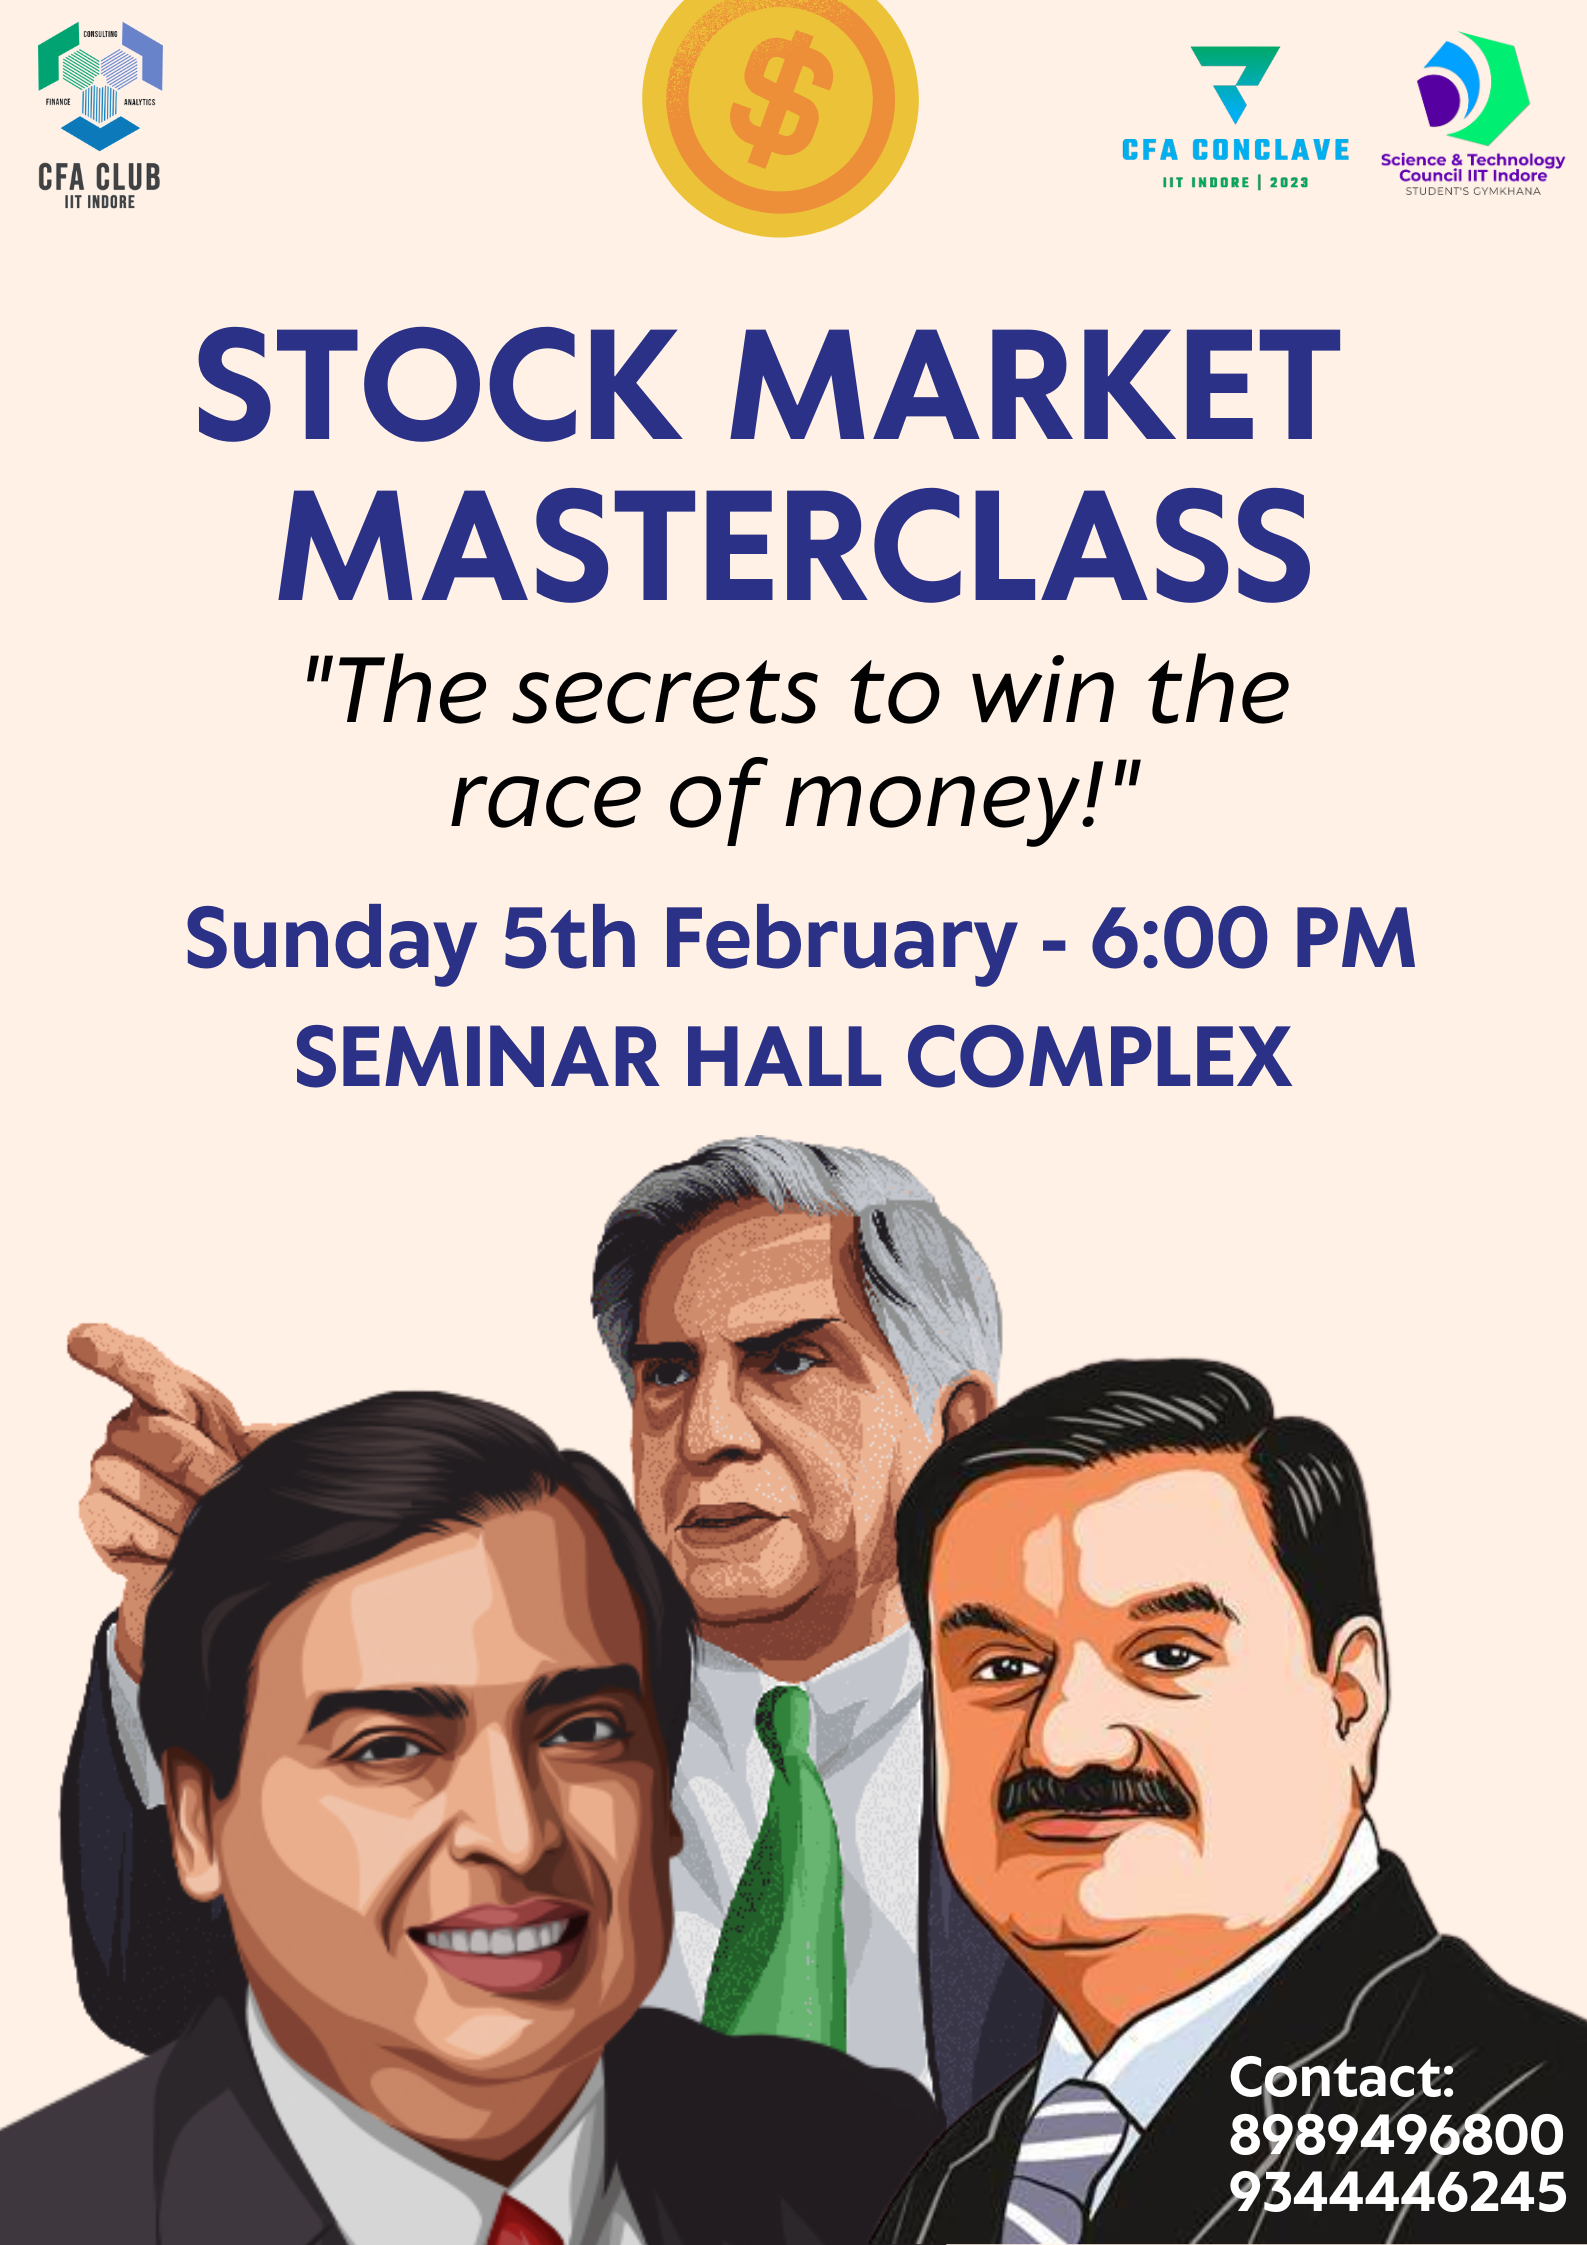 CONSULTING
FINANCE
ANALYTICS
CFA CLUB
IIT INDORE
$
CFA CONCLAVE
IIT INDORE | 2023
Science & Technology
Council IIT Indore
STUDENT'S GYMKHANA
STOCK MARKET
MASTERCLASS
"The secrets to win the
race of money!"
Sunday 5th February - 6:00 PM
SEMINAR HALL COMPLEX
Contact:
8989496800
9344446245